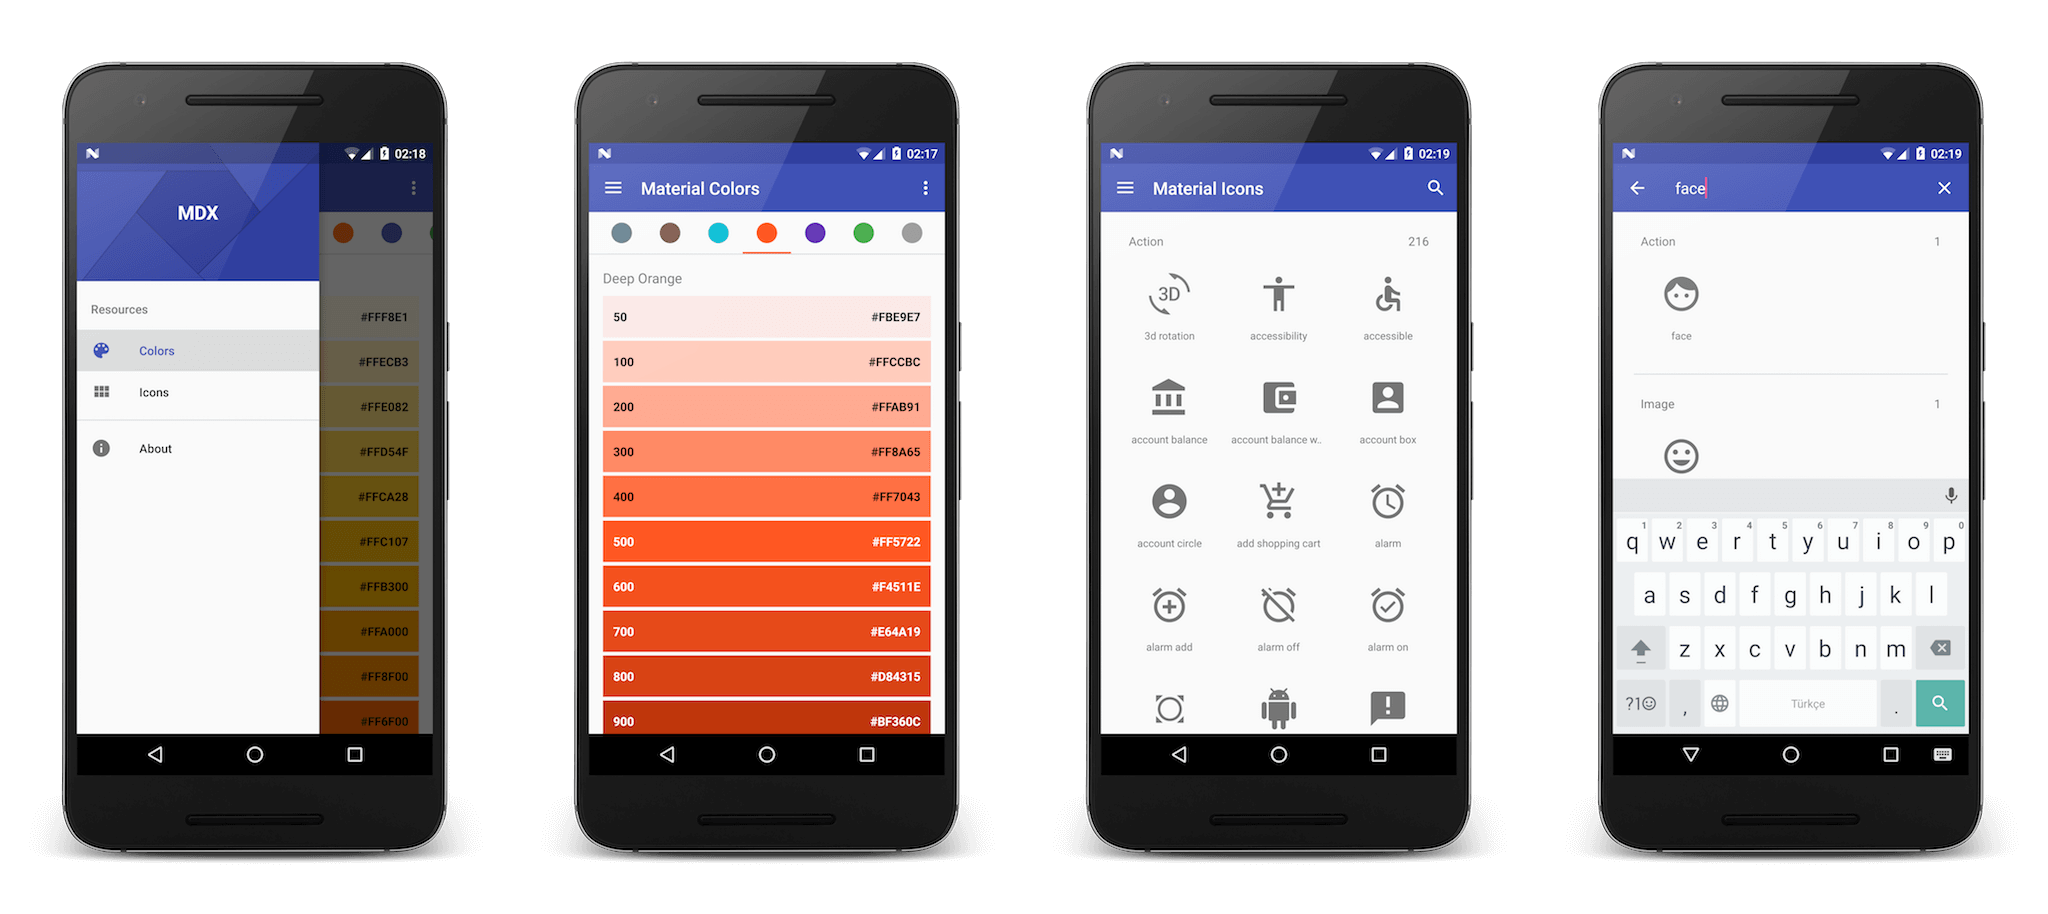 02:18
MDX
Resources
Colors
Icons
About
#FFF8E1
#FFECB3
#FFE082
#FFD54F
#FFCA28
#FFC107
#FFB300
#FFA000
#FF8F00
#FF6F00
02:17
Material Colors
Deep Orange
50 #FBE9E7
100 #FFCCBC
200 #FFAB91
300 #FF8A65
400 #FF7043
500 #FF5722
600 #F4511E
700 #E64A19
800 #D84315
900 #BF360C
02:19
Material Icons
Action 216
3D
3d rotation accessibility accessible
account balance account balance w.. account box
account circle add shopping cart alarm
alarm add alarm off alarm on
02:19
face
Action 1
face
Image 1
1 2 3 4 5 6 7 8 9 0
q w e r t y u i o p
a s d f g h j k l
z x c v b n m
?1☺ , Türkçe .